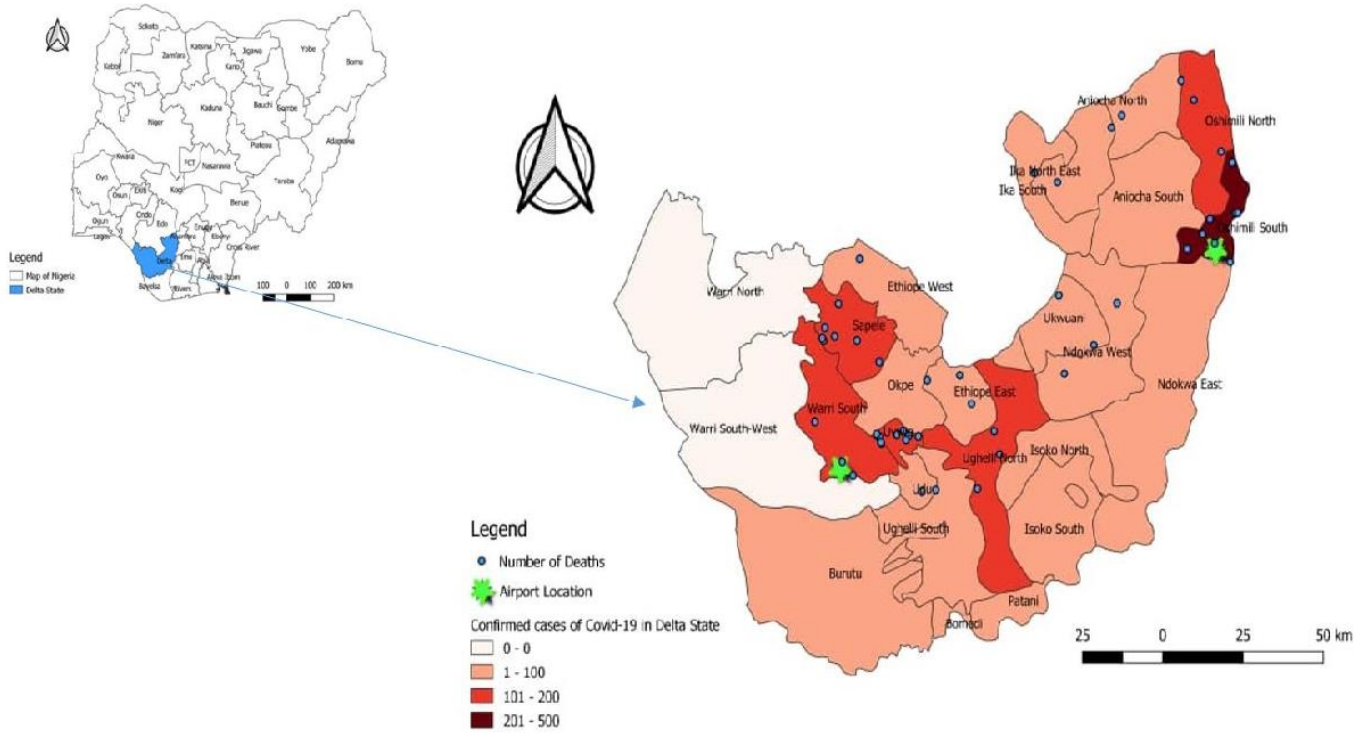 Sokoto
Katsina
Jigawa
Yobe
Borno
Zamfara
Kebbi
Kano
Kaduna
Bauchi
Gombe
Niger
Adamawa
Plateau
Kwara
FCT
Nasarawa
Taraba
Oyo
Kogi
Ekiti
Osun
Benue
Ondo
Ogun
Edo
Enugu
Lagos
Anambra
Ebonyi
Cross River
Delta
Imo
Abia
Akwa Ibom
Bayelsa
Rivers
Legend
Map of Nigeria
Delta State
100 0 100 200 km
Aniocha North
Oshimili North
Ika North East
Ika South
Aniocha South
Oshimili South
Ethiope West
Warri North
Sapele
Ukwuani
Ndokwa West
Okpe
Ethiope East
Ndokwa East
Warri South
Warri South-West
Uvwie
Isoko North
Ughelli North
Udu
Ughelli South
Isoko South
Burutu
Patani
Bomadi
Legend
Number of Deaths
Airport Location
Confirmed cases of Covid-19 in Delta State
0 - 0
1 - 100
101 - 200
201 - 500
25 0 25 50 km